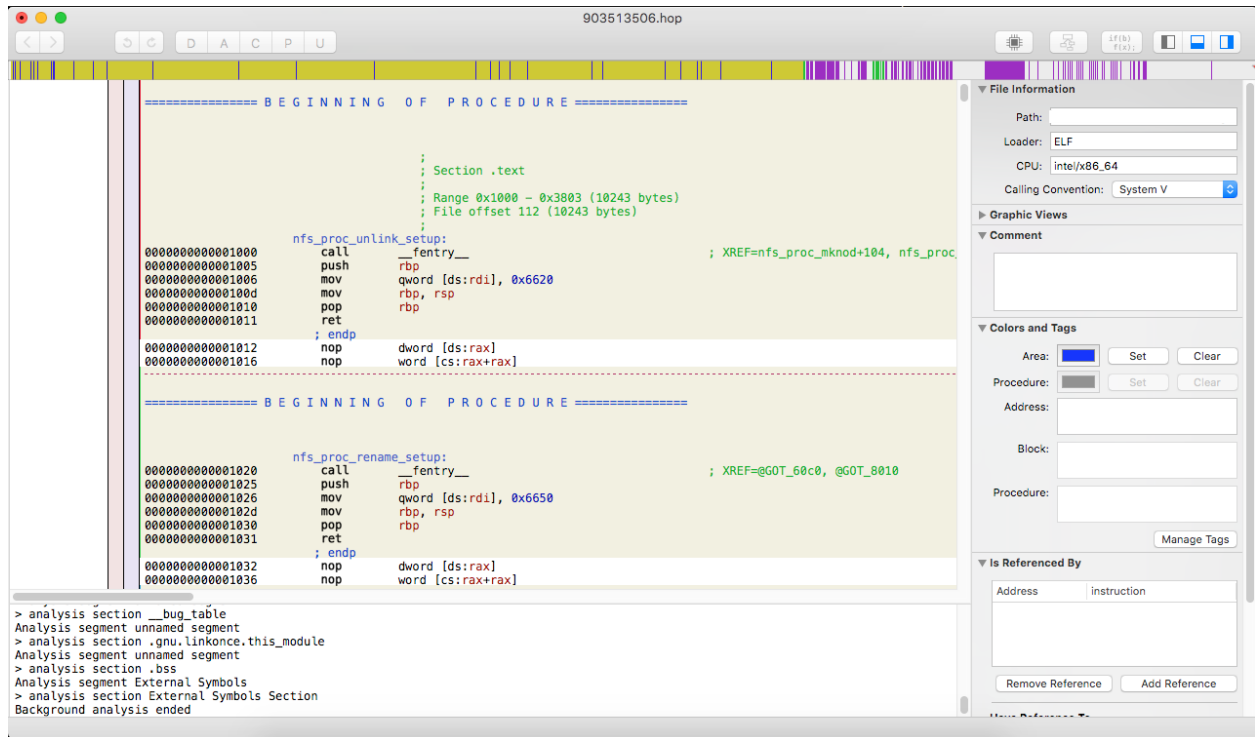 903513506.hop
D A C P U
if(b)
f(x);
================ B E G I N N I N G   O F   P R O C E D U R E ================
;
; Section .text
;
; Range 0x1000 – 0x3803 (10243 bytes)
; File offset 112 (10243 bytes)
;
nfs_proc_unlink_setup:
0000000000001000 call __fentry__ ; XREF=nfs_proc_mknod+104, nfs_proc_
0000000000001005 push rbp
0000000000001006 mov qword [ds:rdi], 0x6620
000000000000100d mov rbp, rsp
0000000000001010 pop rbp
0000000000001011 ret
; endp
0000000000001012 nop dword [ds:rax]
0000000000001016 nop word [cs:rax+rax]
================ B E G I N N I N G   O F   P R O C E D U R E ================
nfs_proc_rename_setup:
0000000000001020 call __fentry__ ; XREF=@GOT_60c0, @GOT_8010
0000000000001025 push rbp
0000000000001026 mov qword [ds:rdi], 0x6650
000000000000102d mov rbp, rsp
0000000000001030 pop rbp
0000000000001031 ret
; endp
0000000000001032 nop dword [ds:rax]
0000000000001036 nop word [cs:rax+rax]
> analysis section __bug_table
Analysis segment unnamed segment
> analysis section .gnu.linkonce.this_module
Analysis segment unnamed segment
> analysis section .bss
Analysis segment External Symbols
> analysis section External Symbols Section
Background analysis ended
File Information
Path:
Loader: ELF
CPU: intel/x86_64
Calling Convention: System V
Graphic Views
Comment
Colors and Tags
Area: Set Clear
Procedure: Set Clear
Address:
Block:
Procedure:
Manage Tags
Is Referenced By
Address instruction
Remove Reference Add Reference